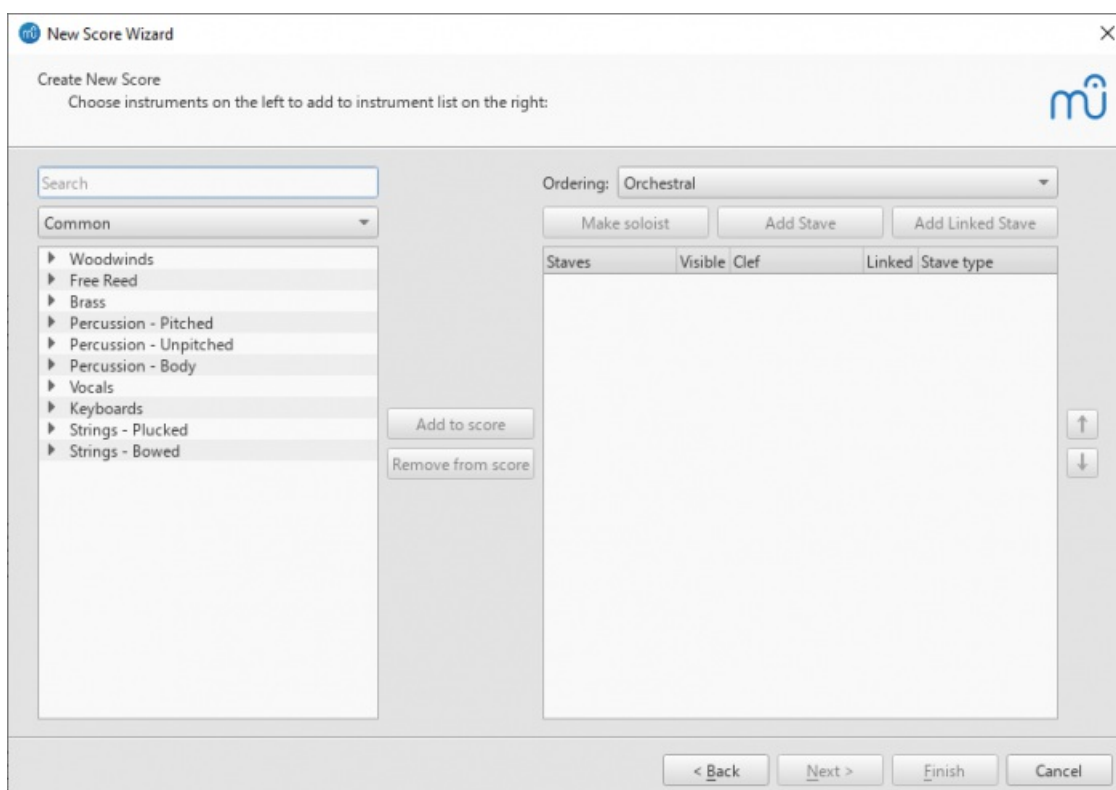 New Score Wizard
Create New Score
Choose instruments on the left to add to instrument list on the right:
Search
Common
Woodwinds
Free Reed
Brass
Percussion - Pitched
Percussion - Unpitched
Percussion - Body
Vocals
Keyboards
Strings - Plucked
Strings - Bowed
Add to score
Remove from score
Ordering: Orchestral
Make soloist Add Stave Add Linked Stave
Staves Visible Clef Linked Stave type
< Back Next > Finish Cancel